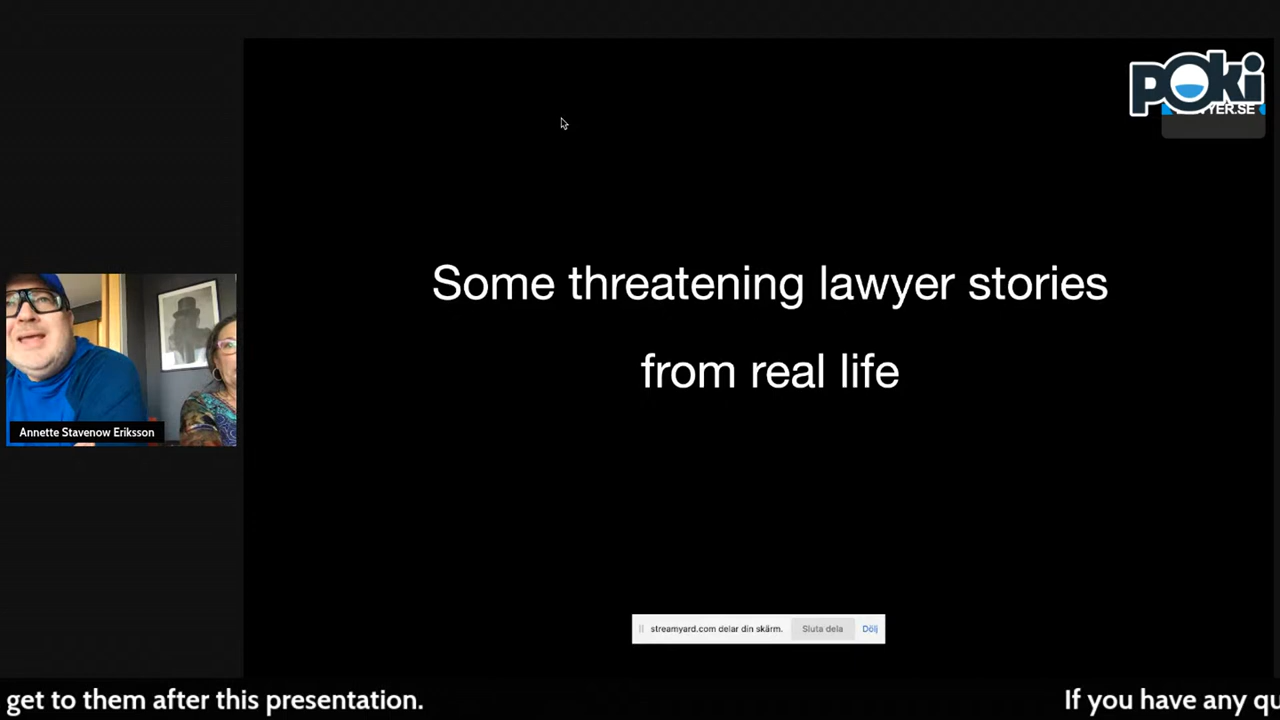 poki
WYER.SE
Some threatening lawyer stories
from real life
Annette Stavenow Eriksson
streamyard.com delar din skärm. Sluta dela Dölj
get to them after this presentation. If you have any qu